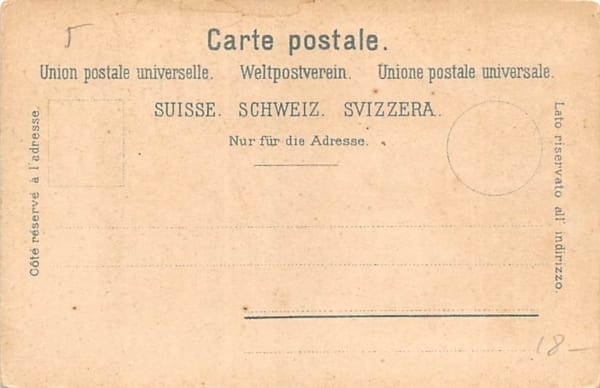 5
Carte postale.
Union postale universelle. Weltpostverein. Unione postale universale.
SUISSE. SCHWEIZ. SVIZZERA.
Nur für die Adresse.
Côté réservé à l'adresse.
Lato riservato all' indirizzo.
18-